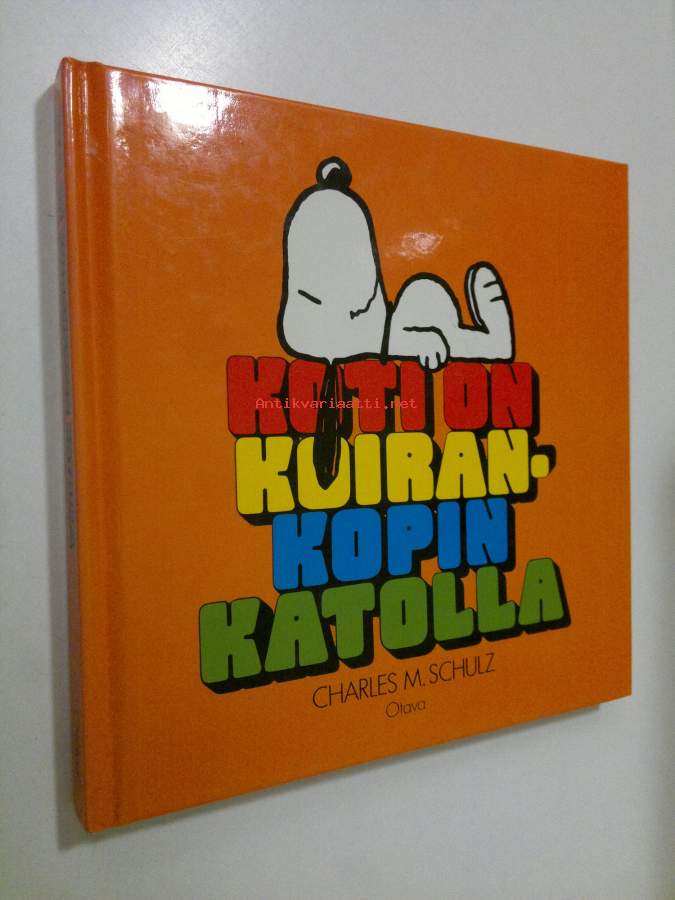 KOTI ON
Antikvariaatti.net
KOIRAN-
KOPIN
KATOLLA
CHARLES M. SCHULZ
Otava